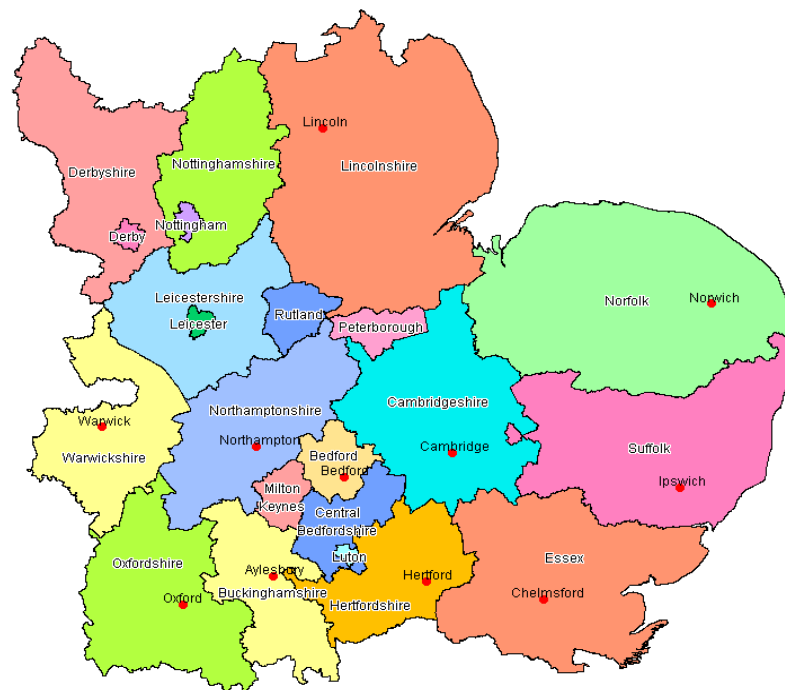 Lincoln
Nottinghamshire
Lincolnshire
Derbyshire
Nottingham
Derby
Leicestershire
Norfolk
Norwich
Rutland
Leicester
Peterborough
Cambridgeshire
Northamptonshire
Warwick
Northampton
Suffolk
Warwickshire
Bedford
Cambridge
Bedford
Milton
Keynes
Ipswich
Central
Bedfordshire
Luton
Essex
Oxfordshire
Aylesbury
Hertford
Buckinghamshire
Chelmsford
Oxford
Hertfordshire